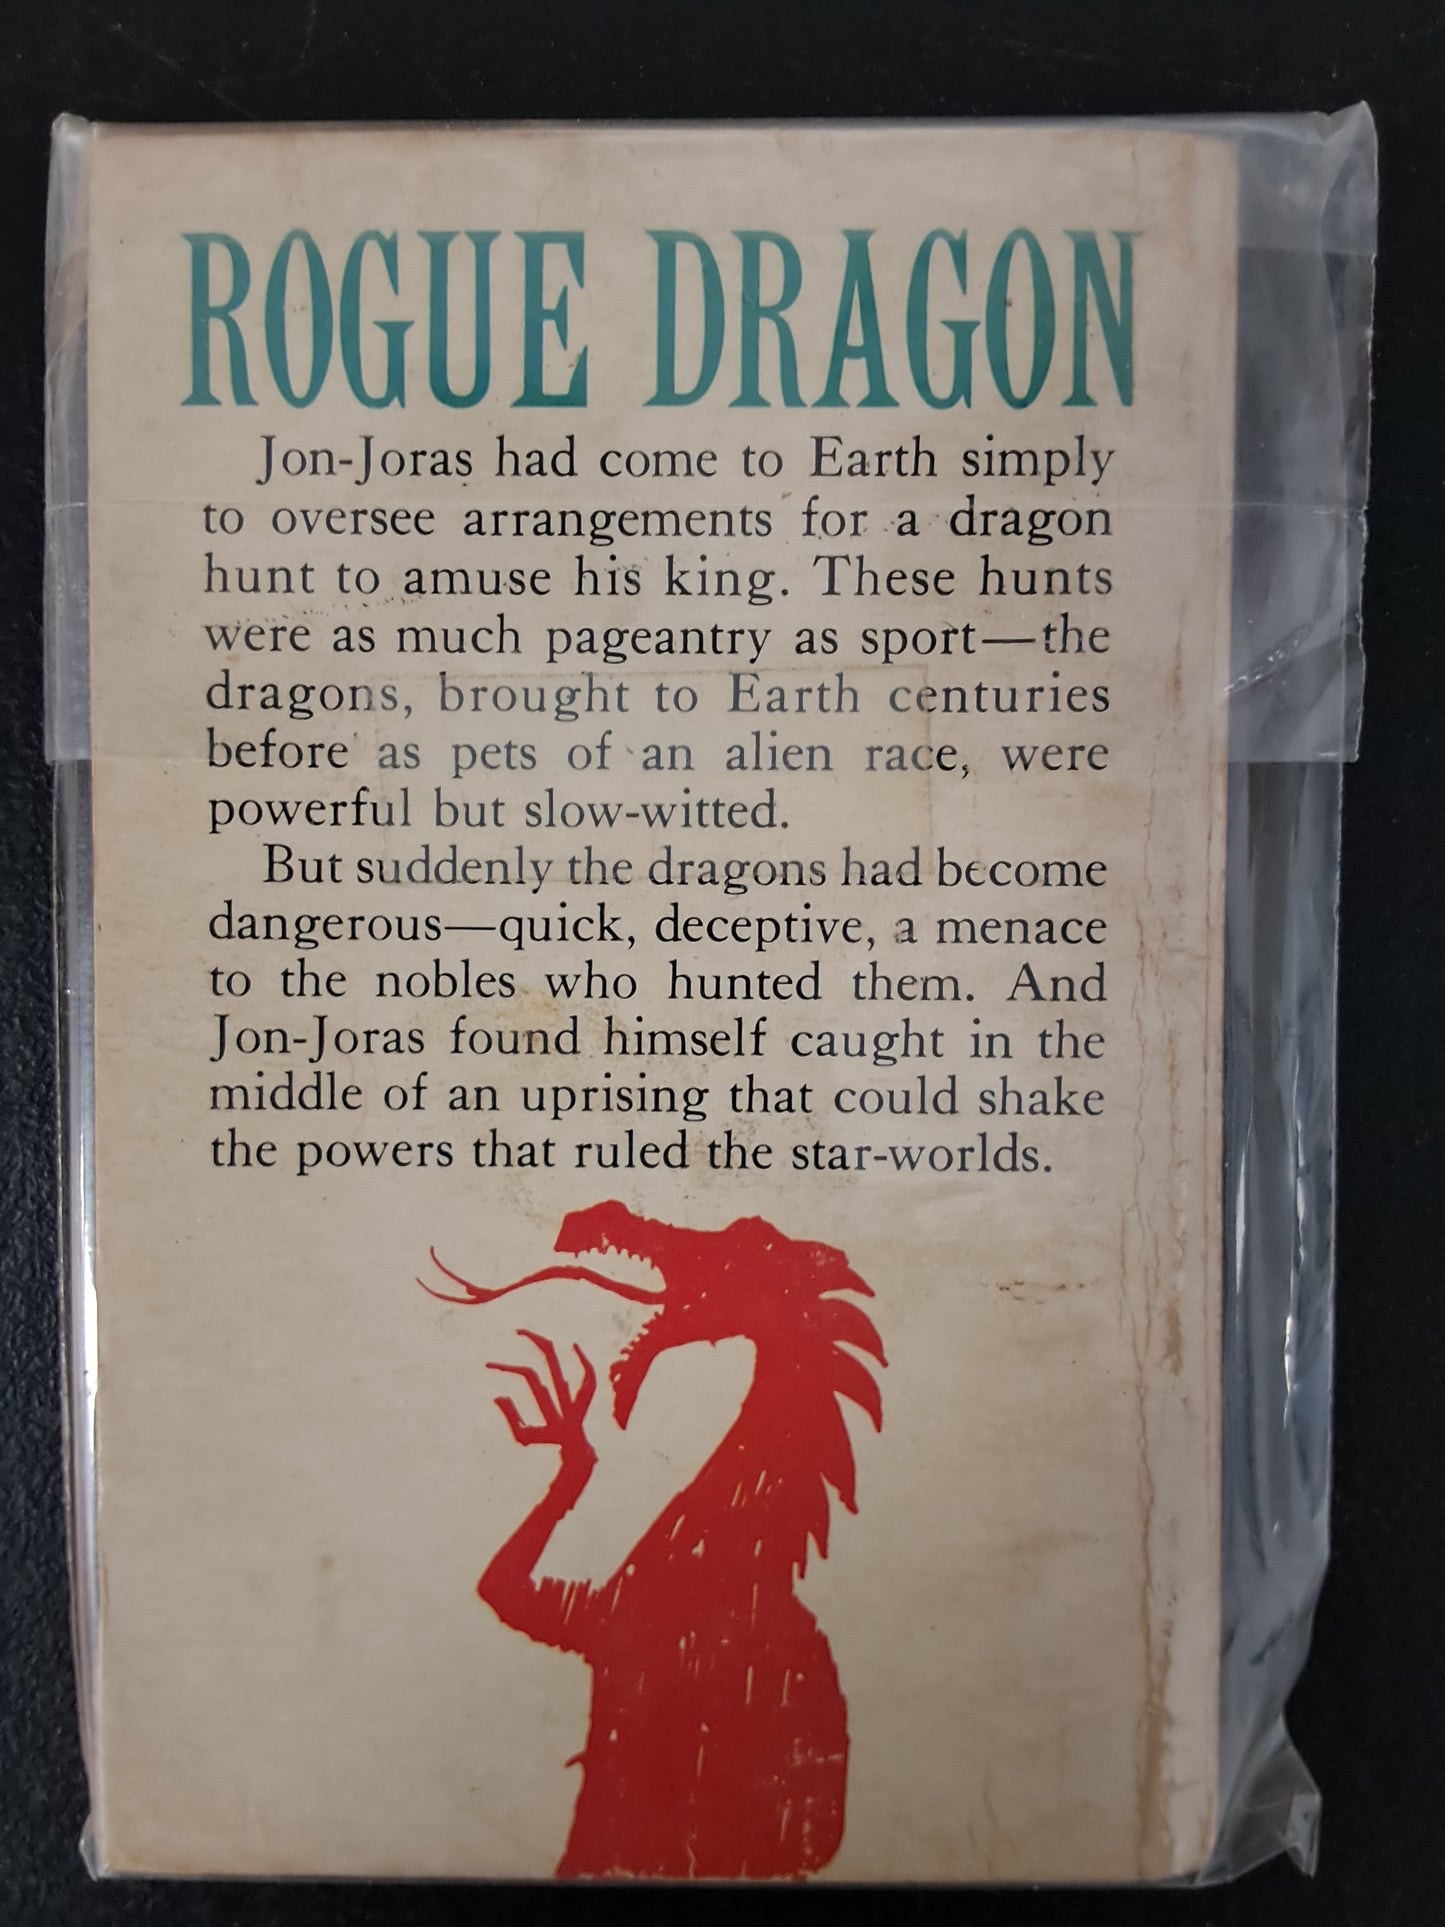 ROGUE DRAGON
Jon-Joras had come to Earth simply
to oversee arrangements for a dragon
hunt to amuse his king. These hunts
were as much pageantry as sport—the
dragons, brought to Earth centuries
before as pets of an alien race, were
powerful but slow-witted.
But suddenly the dragons had become
dangerous—quick, deceptive, a menace
to the nobles who hunted them. And
Jon-Joras found himself caught in the
middle of an uprising that could shake
the powers that ruled the star-worlds.